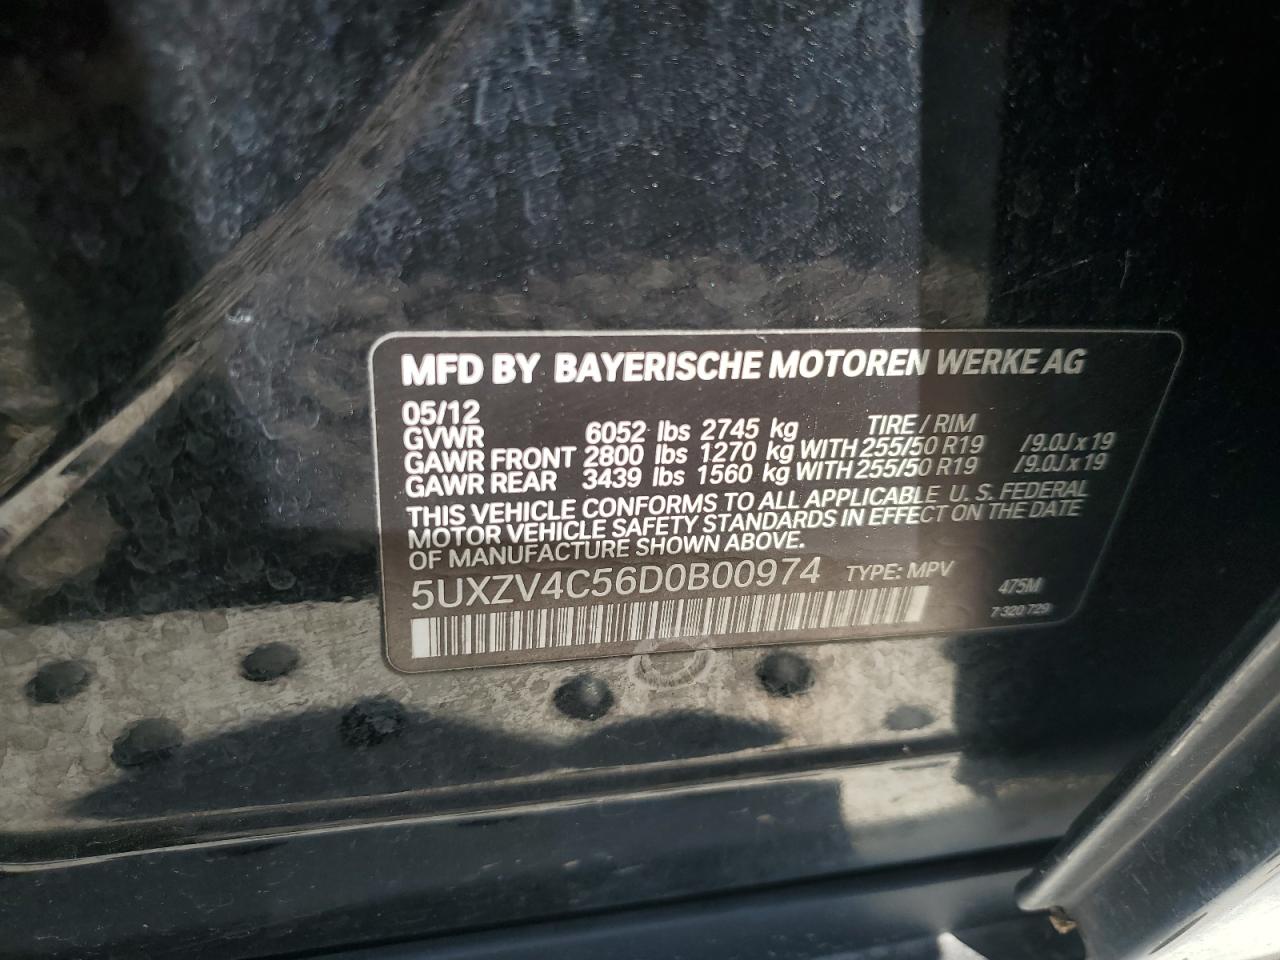 MFD BY BAYERISCHE MOTOREN WERKE AG
05/12
TIRE / RIM
GVWR 6052 lbs 2745 kg
GAWR FRONT 2800 lbs 1270 kg WITH 255/50 R19 /9.0J x 19
GAWR REAR 3439 lbs 1560 kg WITH 255/50 R19 /9.0J x 19
THIS VEHICLE CONFORMS TO ALL APPLICABLE U. S. FEDERAL
MOTOR VEHICLE SAFETY STANDARDS IN EFFECT ON THE DATE
OF MANUFACTURE SHOWN ABOVE.
5UXZV4C56D0B00974 TYPE: MPV
475M
7 320 729